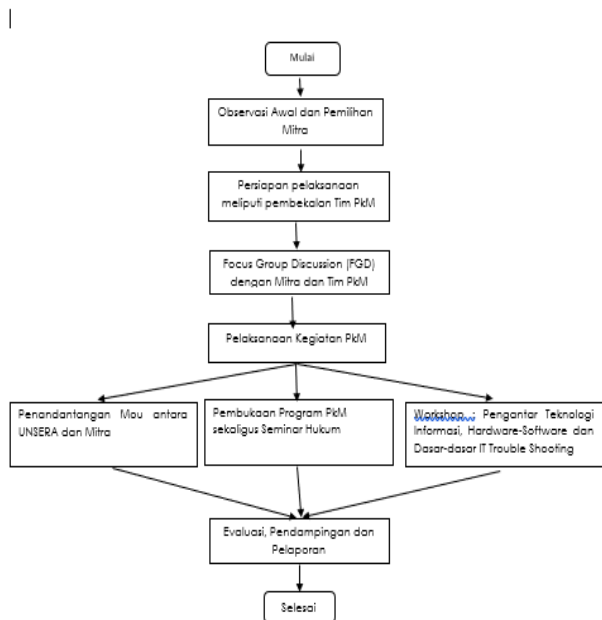 Mulai
Observasi Awal dan Pemilihan
Mitra
Persiapan pelaksanaan
meliputi pembekalan Tim PkM
Focus Group Discussion (FGD)
dengan Mitra dan Tim PkM
Pelaksanaan Kegiatan PkM
Penandantangan Mou antara
UNSERA dan Mitra
Pembukaan Program PkM
sekaligus Seminar Hukum
Workshop : Pengantar Teknologi
Informasi, Hardware-Software dan
Dasar-dasar IT Trouble Shooting
Evaluasi, Pendampingan dan
Pelaporan
Selesai